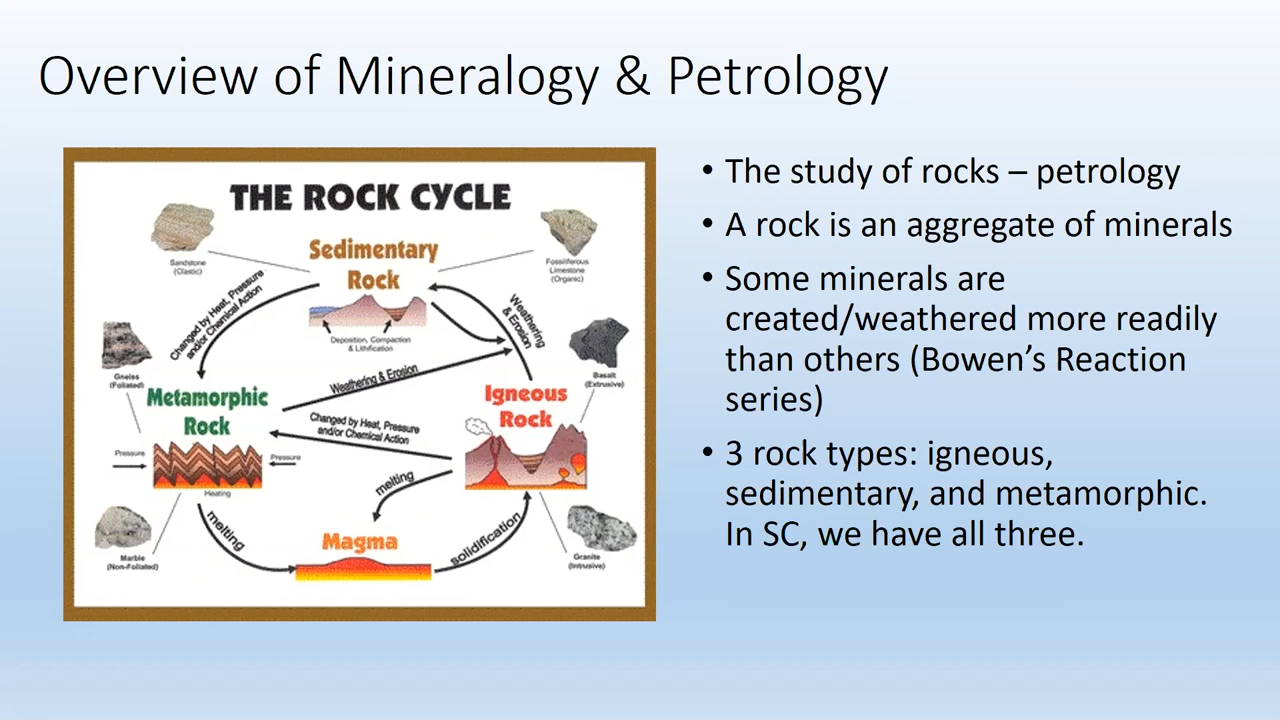 Overview of Mineralogy & Petrology
THE ROCK CYCLE
Sandstone
(Clastic)
Sedimentary
Rock
Fossiliferous
Limestone
(Organic)
Changed by Heat, Pressure
and/or Chemical Action
Deposition, Compaction
& Lithification
Weathering
& Erosion
Gneiss
(Foliated)
Basalt
(Extrusive)
Weathering & Erosion
Metamorphic
Rock
Igneous
Rock
Changed by Heat, Pressure
and/or Chemical Action
Pressure
Pressure
Heating
melting
melting
Magma
solidification
Marble
(Non-Foliated)
Granite
(Intrusive)
• The study of rocks – petrology
• A rock is an aggregate of minerals
• Some minerals are
created/weathered more readily
than others (Bowen’s Reaction
series)
• 3 rock types: igneous,
sedimentary, and metamorphic.
In SC, we have all three.